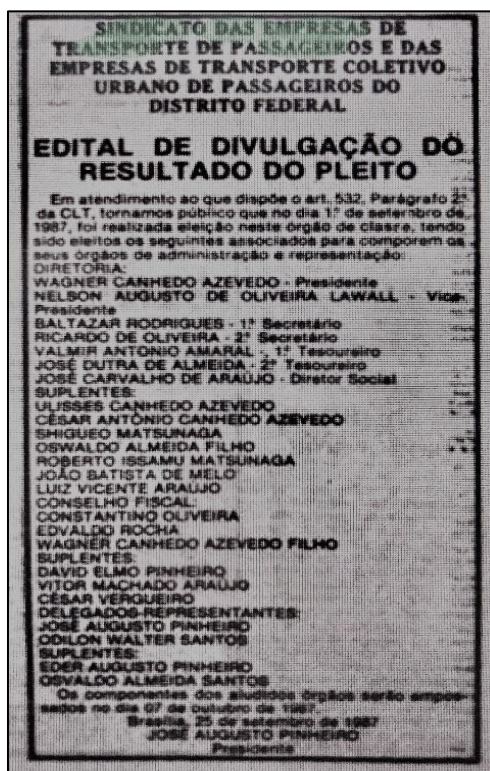 SINDICATO DAS EMPRESAS DE
TRANSPORTE DE PASSAGEIROS E DAS
EMPRESAS DE TRANSPORTE COLETIVO
URBANO DE PASSAGEIROS DO
DISTRITO FEDERAL
EDITAL DE DIVULGAÇÃO DO
RESULTADO DO PLEITO
Em atendimento ao que dispõe o art. 532, Parágrafo 2º
da CLT, tornamos público que no dia 1º de setembro de
1987, foi realizada eleição neste órgão de classe, tendo
sido eleitos os seguintes associados para comporem os
seus órgãos de administração e representação:
DIRETORIA:
WAGNER CANHEDO AZEVEDO - Presidente
NELSON AUGUSTO DE OLIVEIRA LAWALL - Vice-
Presidente
BALTAZAR RODRIGUES - 1º Secretário
RICARDO DE OLIVEIRA - 2º Secretário
VALMIR ANTONIO AMARAL - 1º Tesoureiro
JOSÉ DUTRA DE ALMEIDA - 2º Tesoureiro
JOSÉ CARVALHO DE ARAÚJO - Diretor Social
SUPLENTES:
ULISSES CANHEDO AZEVEDO
CÉSAR ANTÔNIO CANHEDO AZEVEDO
SHIGUEO MATSUNAGA
OSWALDO ALMEIDA FILHO
ROBERTO ISSAMU MATSUNAGA
JOÃO BATISTA DE MELO
LUIZ VICENTE ARAUJO
CONSELHO FISCAL:
CONSTANTINO OLIVEIRA
EDVALDO ROCHA
WAGNER CANHEDO AZEVEDO FILHO
SUPLENTES:
DAVID ELMO PINHEIRO
VITOR MACHADO ARAÚJO
CÉSAR VERGUEIRO
DELEGADOS-REPRESENTANTES:
JOSÉ AUGUSTO PINHEIRO
ODILON WALTER SANTOS
SUPLENTES:
EDER AUGUSTO PINHEIRO
OSVALDO ALMEIDA SANTOS
Os componentes dos aludidos órgãos serão empos-
sados no dia 07 de outubro de 1987.
Brasília, 25 de setembro de 1987
JOSÉ AUGUSTO PINHEIRO
Presidente